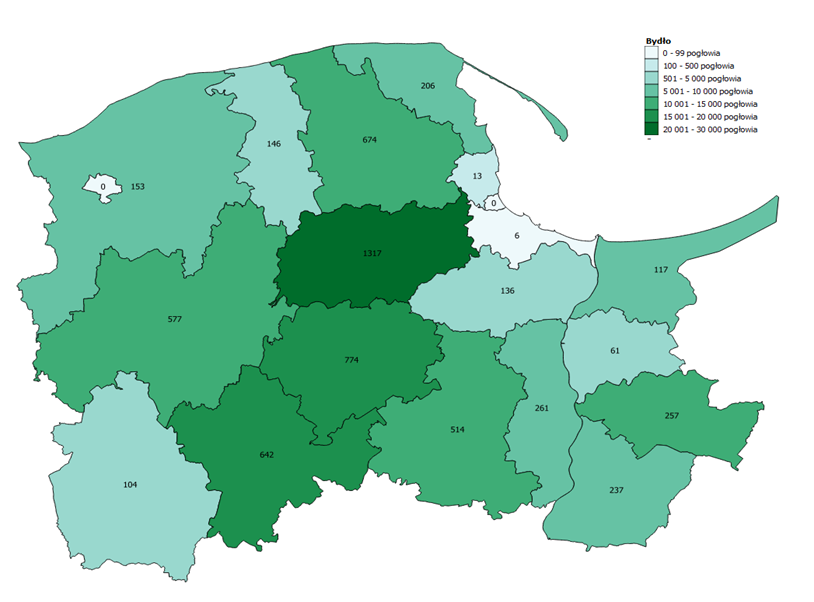 Bydło
0 - 99 pogłowia
100 - 500 pogłowia
501 - 5 000 pogłowia
5 001 - 10 000 pogłowia
10 001 - 15 000 pogłowia
15 001 - 20 000 pogłowia
20 001 - 30 000 pogłowia
206
146
674
13
0
153
0
6
1317
117
136
577
61
774
261
257
514
642
104
237